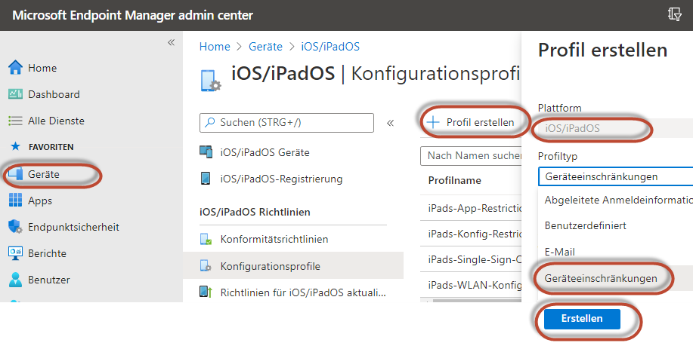 Microsoft Endpoint Manager admin center
Home
Dashboard
Alle Dienste
FAVORITEN
Geräte
Apps
Endpunktsicherheit
Berichte
Benutzer
Home > Geräte > iOS/iPadOS
iOS/iPadOS | Konfigurationsprofi
Suchen (STRG+/)
iOS/iPadOS Geräte
iOS/iPadOS-Registrierung
iOS/iPadOS Richtlinien
Konformitätsrichtlinien
Konfigurationsprofile
Richtlinien für iOS/iPadOS aktuali...
+ Profil erstellen
Nach Namen suchen
Profilname
iPads-App-Restriction
iPads-Konfig-Restrict
iPads-Single-Sign-C
iPads-WLAN-Konfig
Profil erstellen
Plattform
iOS/iPadOS
Profiltyp
Geräteeinschränkungen
Abgeleitete Anmeldeinformatio
Benutzerdefiniert
E-Mail
Geräteeinschränkungen
Erstellen